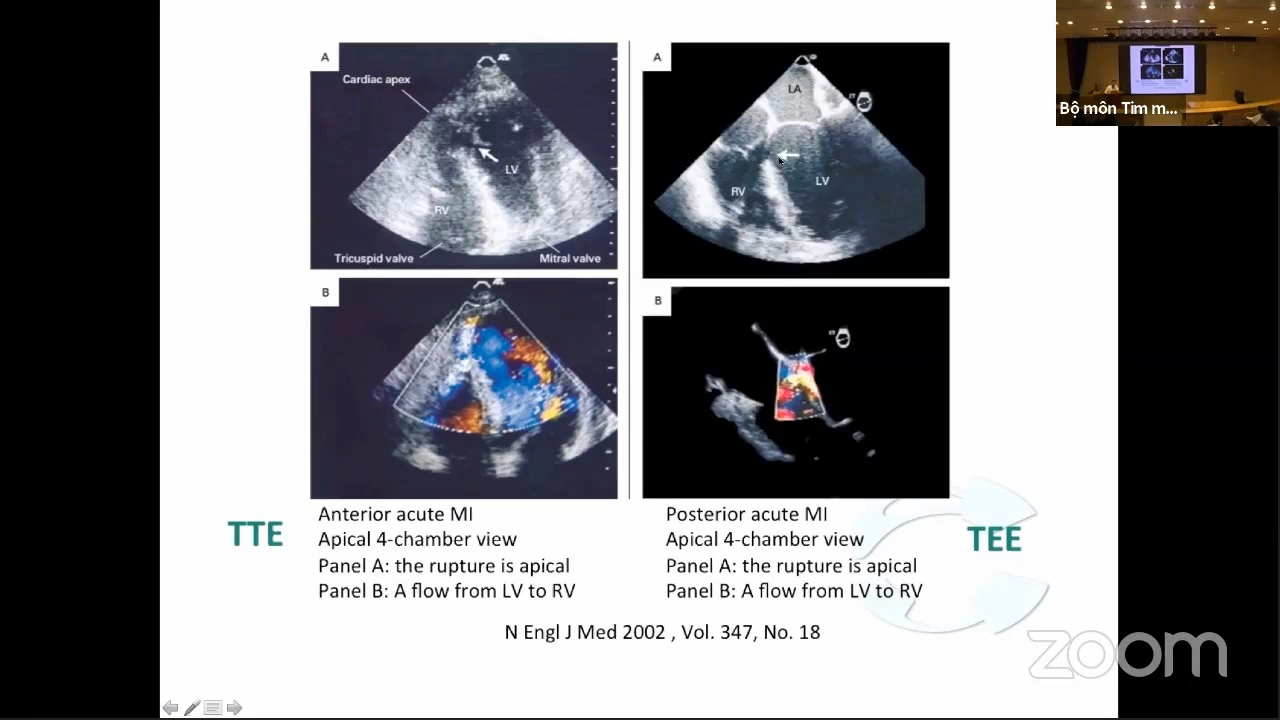 A
Cardiac apex
LV
RV
Tricuspid valve
Mitral valve
B
A
LA
RV
LV
B
TTE
Anterior acute MI
Apical 4-chamber view
Panel A: the rupture is apical
Panel B: A flow from LV to RV
Posterior acute MI
Apical 4-chamber view
Panel A: the rupture is apical
Panel B: A flow from LV to RV
TEE
N Engl J Med 2002 , Vol. 347, No. 18
Bộ môn Tim m...
zoom